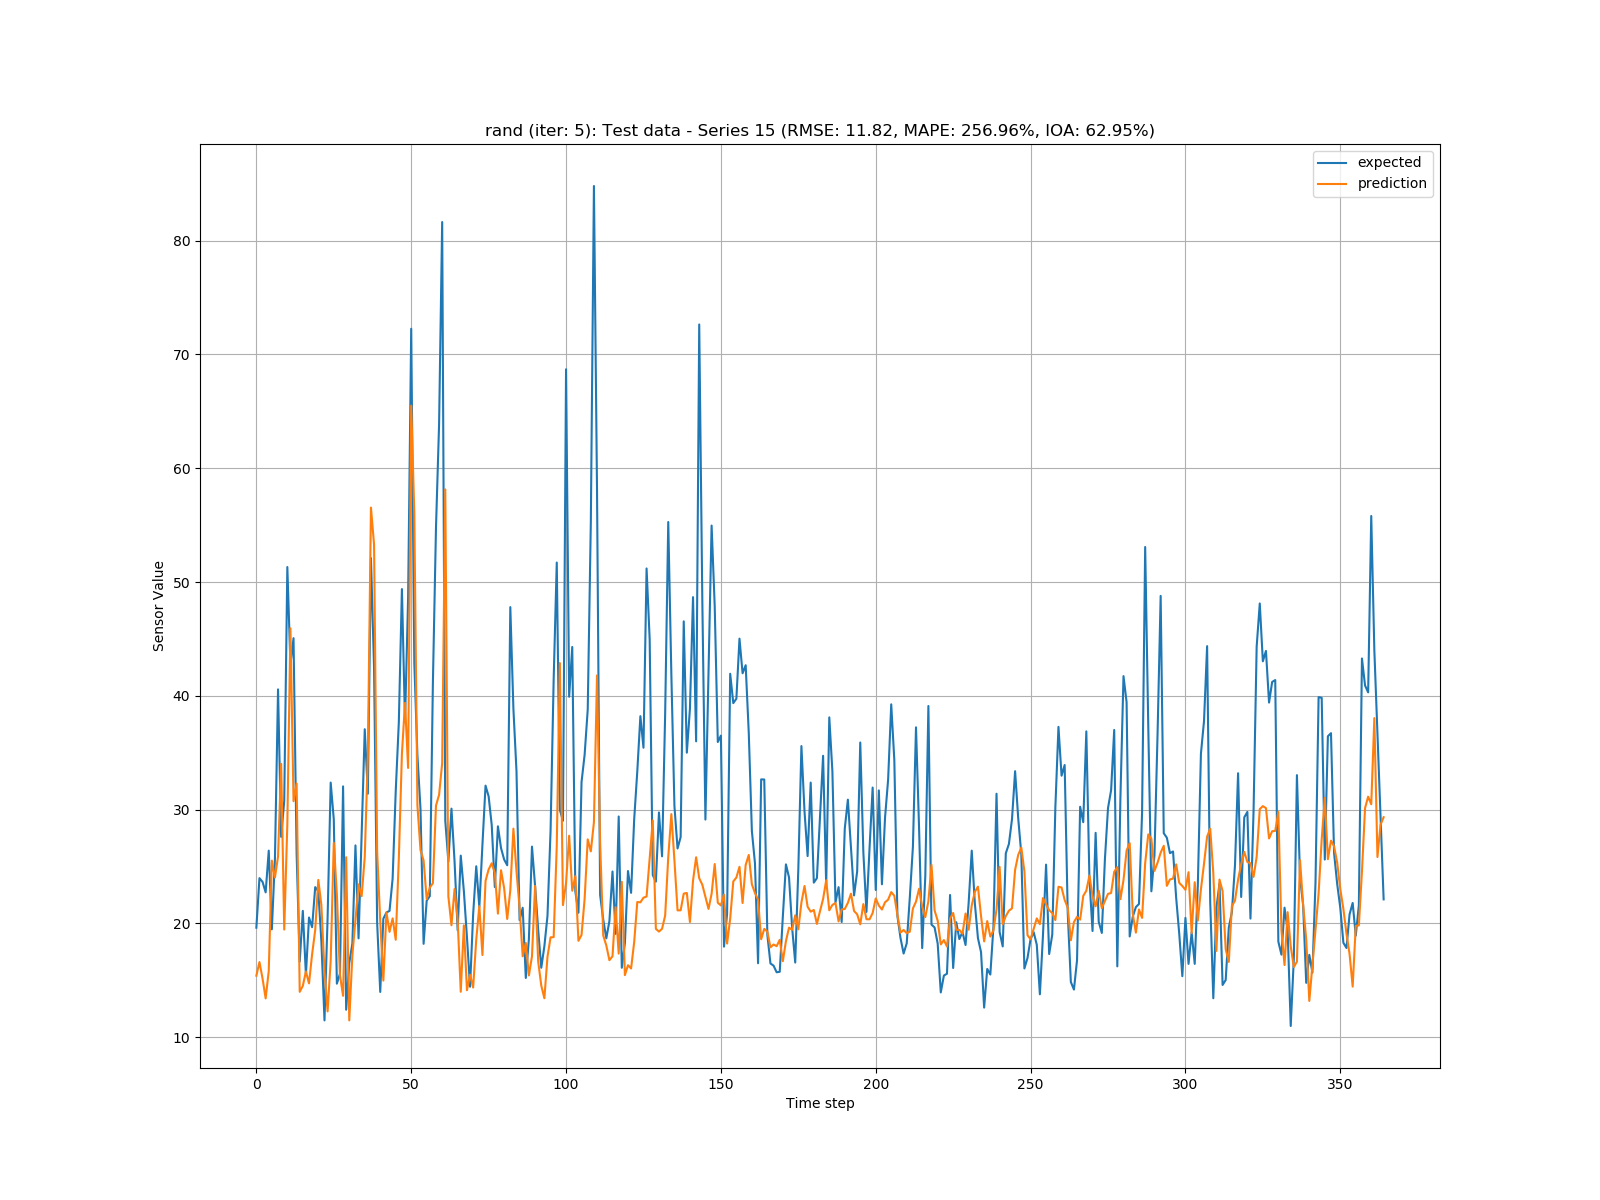 rand (iter: 5): Test data - Series 15 (RMSE: 11.82, MAPE: 256.96%, IOA: 62.95%)
expected
prediction
80
70
60
50
40
30
20
10
Sensor Value
0 50 100 150 200 250 300 350
Time step